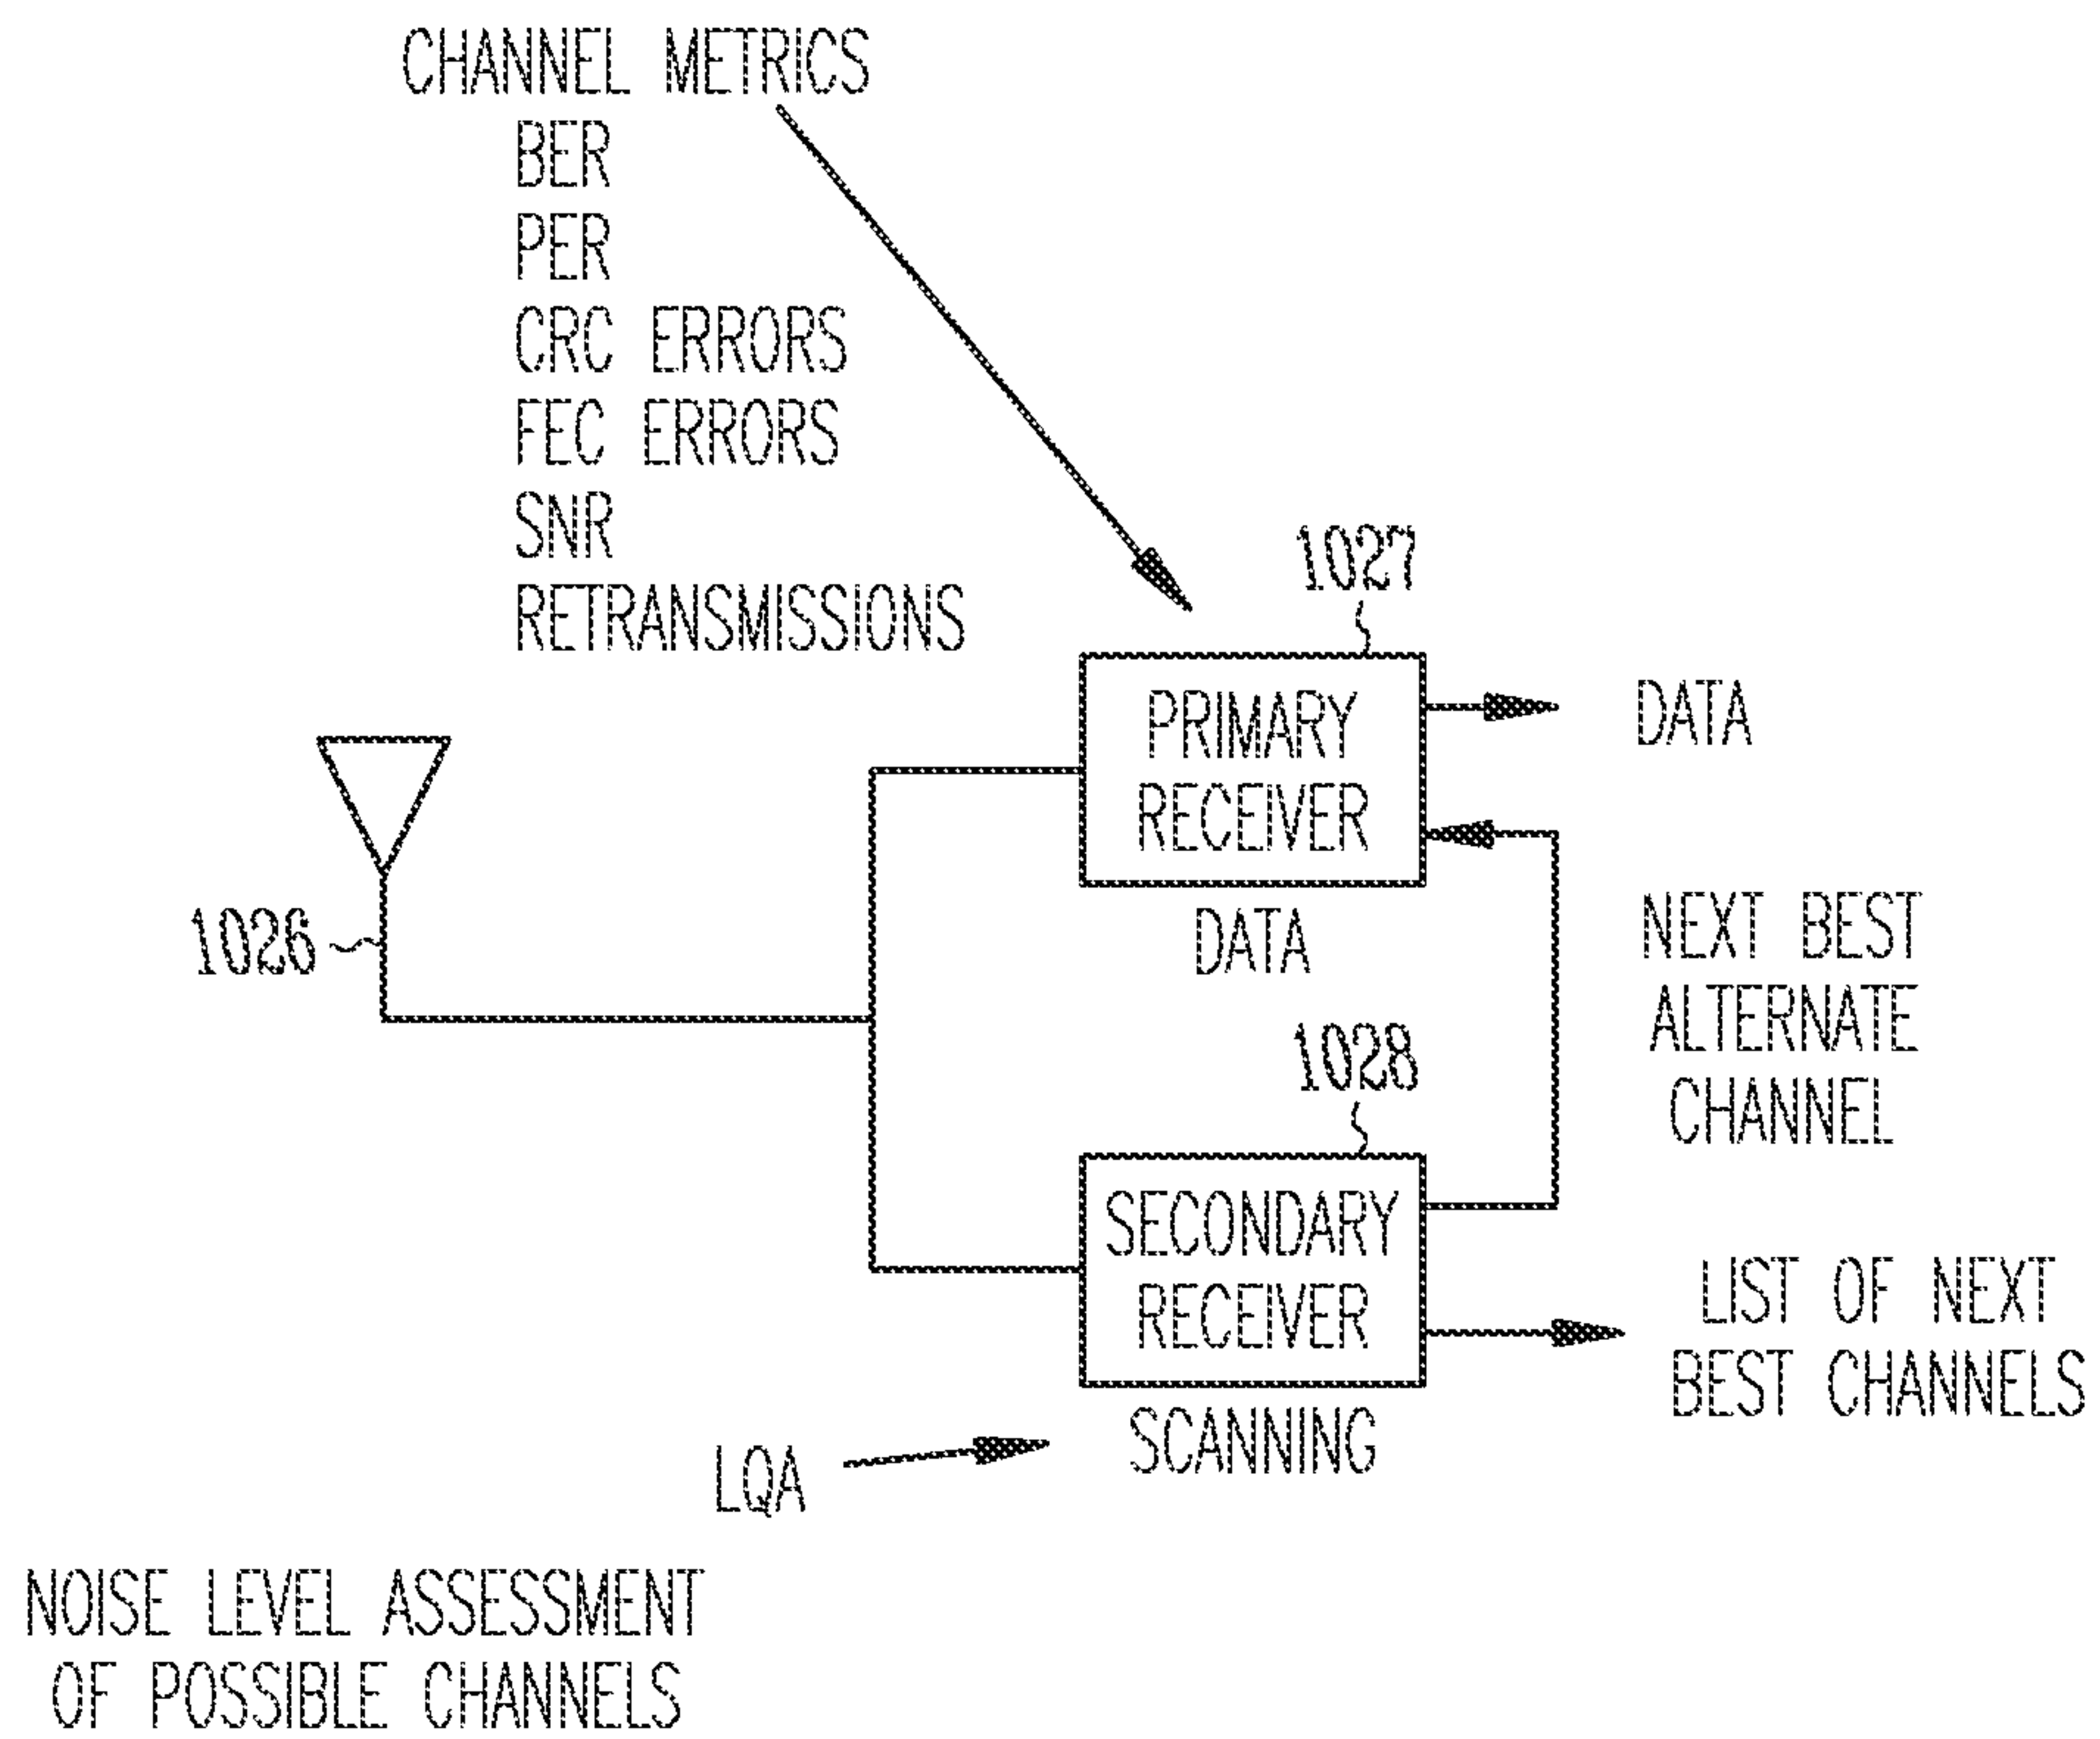 CHANNEL METRICS
BER
PER
CRC ERRORS
FEC ERRORS
SNR
RETRANSMISSIONS
1027
PRIMARY
RECEIVER
DATA
DATA
1026
NEXT BEST
ALTERNATE
CHANNEL
1028
SECONDARY
RECEIVER
LIST OF NEXT
BEST CHANNELS
SCANNING
LQA
NOISE LEVEL ASSESSMENT
OF POSSIBLE CHANNELS